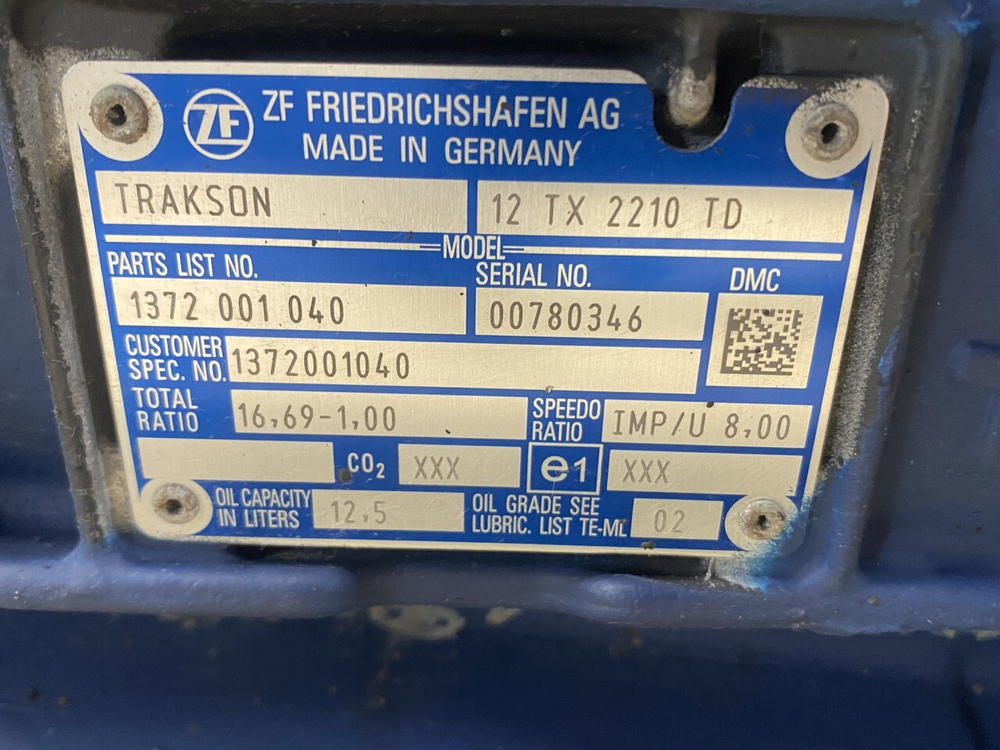 ZF ZF FRIEDRICHSHAFEN AG
MADE IN GERMANY
TRAKSON 12 TX 2210 TD
MODEL
PARTS LIST NO. SERIAL NO. DMC
1372 001 040 00780346
CUSTOMER SPEC. NO. 1372001040
TOTAL RATIO 16,69-1,00 SPEEDO RATIO IMP/U 8,00
CO2 XXX e1 XXX
OIL CAPACITY IN LITERS 12,5 OIL GRADE SEE LUBRIC. LIST TE-ML 02